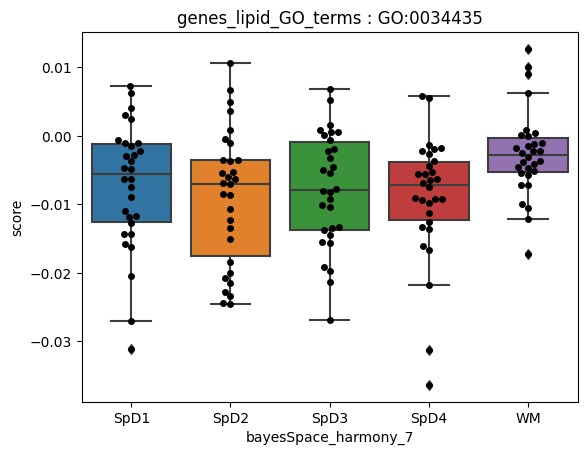 genes_lipid_GO_terms : GO:0034435
0.01
0.00
−0.01
−0.02
−0.03
score
SpD1 SpD2 SpD3 SpD4 WM
bayesSpace_harmony_7